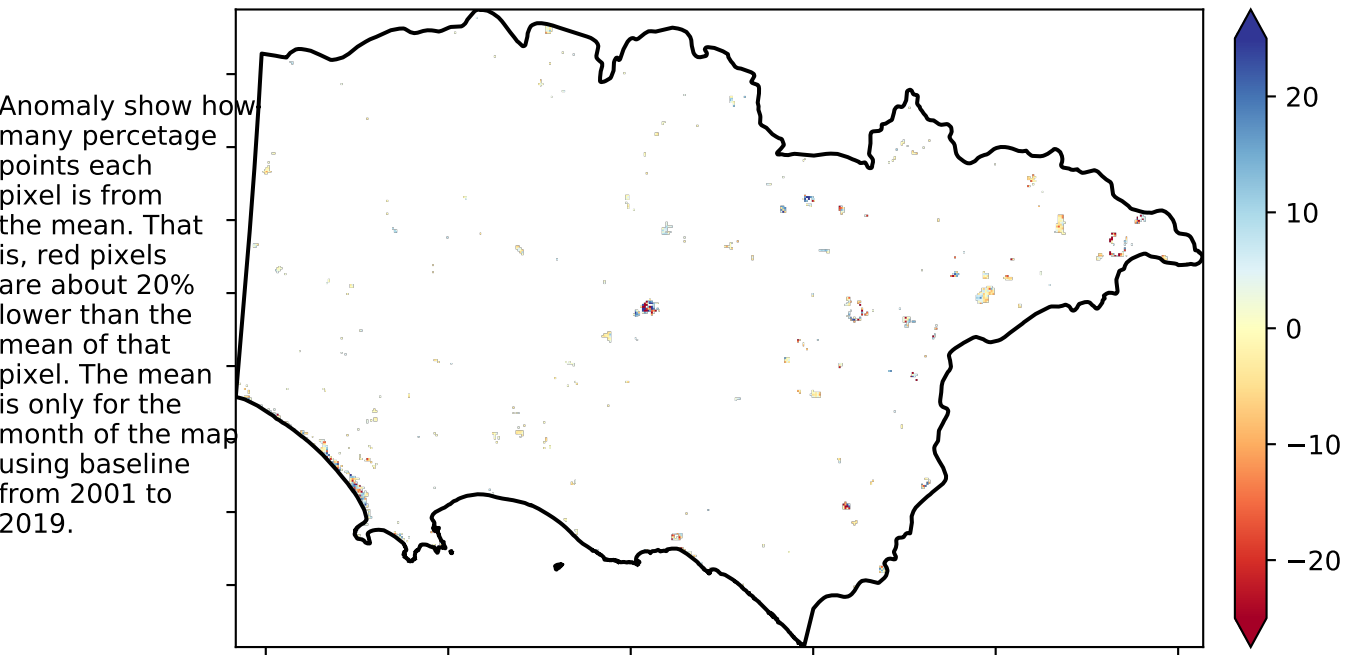 Anomaly show how
many percetage
points each
pixel is from
the mean. That
is, red pixels
are about 20%
lower than the
mean of that
pixel. The mean
is only for the
month of the map
using baseline
from 2001 to
2019.
20
10
0
−10
−20